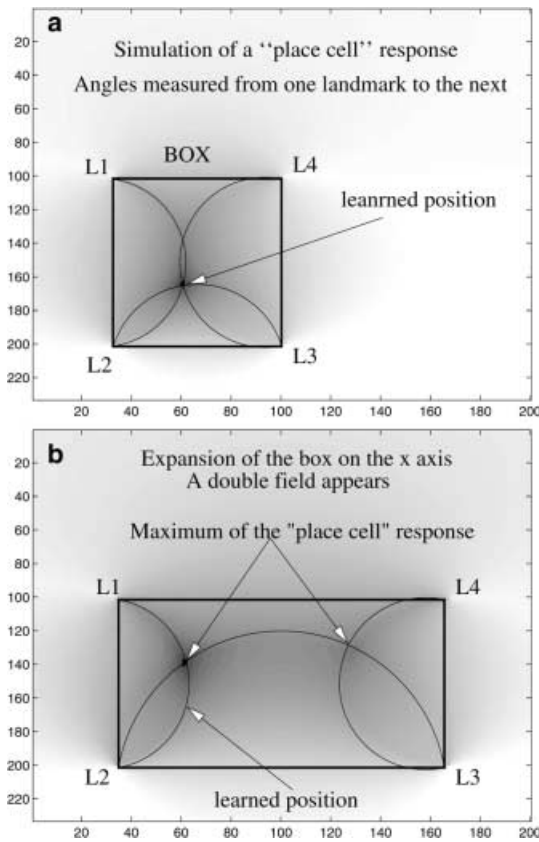 a
Simulation of a ‘‘place cell’’ response
Angles measured from one landmark to the next
BOX
L1
L4
leanrned position
L2
L3
20
40
60
80
100
120
140
160
180
200
220
20 40 60 80 100 120 140 160 180 200
b
Expansion of the box on the x axis
A double field appears
Maximum of the "place cell" response
L1
L4
L2
L3
learned position
20
40
60
80
100
120
140
160
180
200
220
20 40 60 80 100 120 140 160 180 200